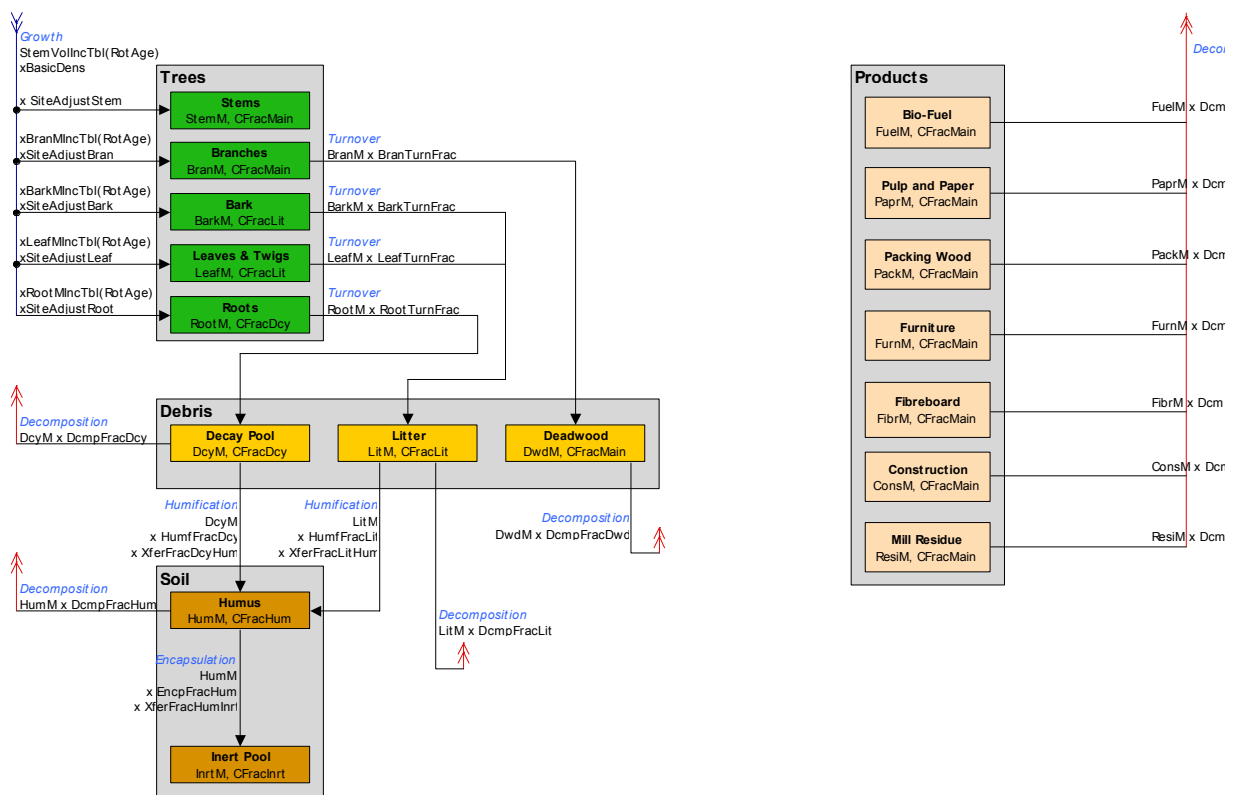 Growth
StemVolIncTbl(RotAge)
xBasicDens
x SiteAdjustStem
xBranMIncTbl(RotAge)
xSiteAdjustBran
xBarkMIncTbl(RotAge)
xSiteAdjustBark
xLeafMIncTbl(RotAge)
xSiteAdjustLeaf
xRootMIncTbl(RotAge)
xSiteAdjustRoot
Trees
Stems
StemM, CFracMain
Branches
BranM, CFracMain
Bark
BarkM, CFracLit
Leaves & Twigs
LeafM, CFracLit
Roots
RootM, CFracDcy
Turnover
BranM x BranTurnFrac
Turnover
BarkM x BarkTurnFrac
Turnover
LeafM x LeafTurnFrac
Turnover
RootM x RootTurnFrac
Debris
Decomposition
DcyM x DcmpFracDcy
Decay Pool
DcyM, CFracDcy
Litter
LitM, CFracLit
Deadwood
DwdM, CFracMain
Humification
DcyM
x HumfFracDcy
x XferFracDcyHum
Humification
LitM
x HumfFracLit
x XferFracLitHum
Decomposition
DwdM x DcmpFracDwd
Soil
Decomposition
HumM x DcmpFracHum
Humus
HumM, CFracHum
Decomposition
LitM x DcmpFracLit
Encapsulation
HumM
x EncpFracHum
x XferFracHumInrt
Inert Pool
InrtM, CFracInrt
Products
Bio-Fuel
FuelM, CFracMain
Pulp and Paper
PaprM, CFracMain
Packing Wood
PackM, CFracMain
Furniture
FurnM, CFracMain
Fibreboard
FibrM, CFracMain
Construction
ConsM, CFracMain
Mill Residue
ResiM, CFracMain
Deco
FuelM x Dcm
PaprM x Dcm
PackM x Dcm
FurnM x Dcm
FibrM x Dcm
ConsM x Dcm
ResiM x Dcm